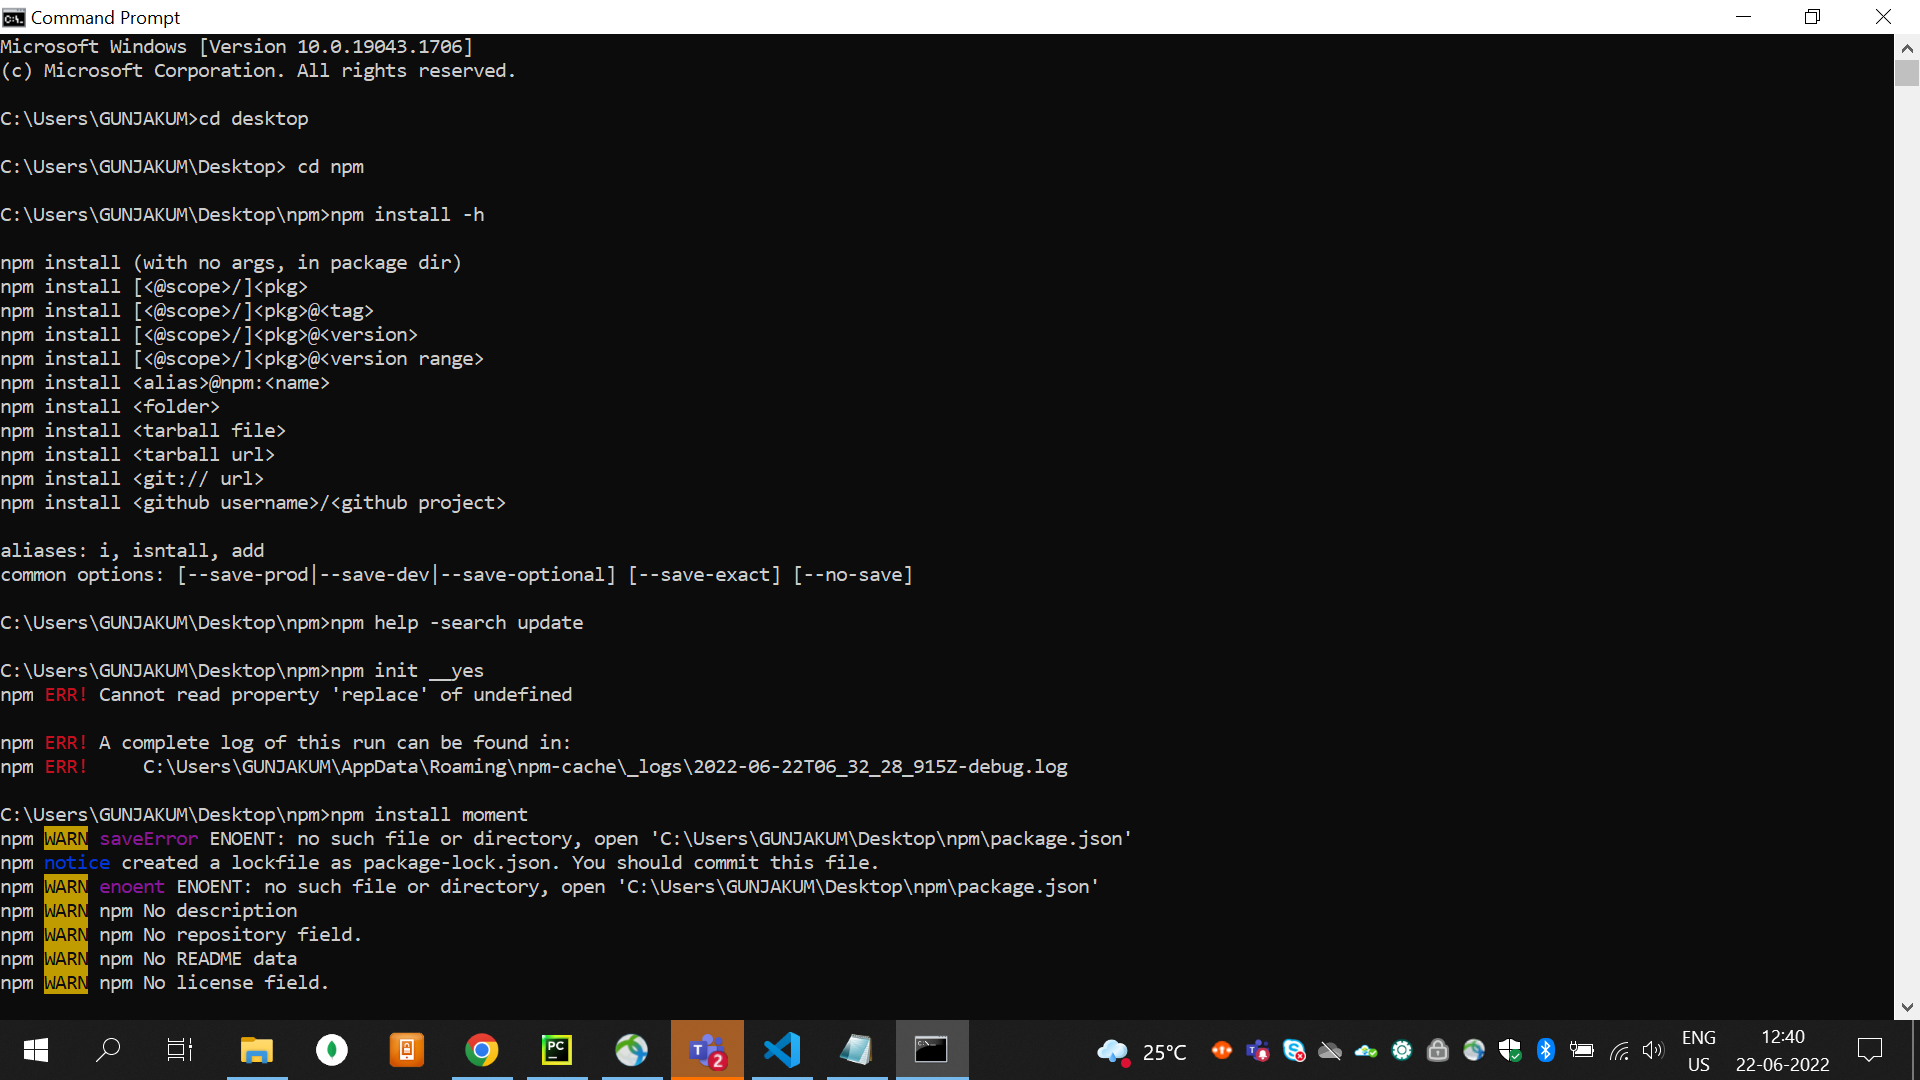 Command Prompt
Microsoft Windows [Version 10.0.19043.1706]
(c) Microsoft Corporation. All rights reserved.
C:\Users\GUNJAKUM>cd desktop
C:\Users\GUNJAKUM\Desktop> cd npm
C:\Users\GUNJAKUM\Desktop\npm>npm install -h
npm install (with no args, in package dir)
npm install [<@scope>/]<pkg>
npm install [<@scope>/]<pkg>@<tag>
npm install [<@scope>/]<pkg>@<version>
npm install [<@scope>/]<pkg>@<version range>
npm install <alias>@npm:<name>
npm install <folder>
npm install <tarball file>
npm install <tarball url>
npm install <git:// url>
npm install <github username>/<github project>
aliases: i, isntall, add
common options: [--save-prod|--save-dev|--save-optional] [--save-exact] [--no-save]
C:\Users\GUNJAKUM\Desktop\npm>npm help -search update
C:\Users\GUNJAKUM\Desktop\npm>npm init __yes
npm ERR! Cannot read property 'replace' of undefined
npm ERR! A complete log of this run can be found in:
npm ERR!     C:\Users\GUNJAKUM\AppData\Roaming\npm-cache\_logs\2022-06-22T06_32_28_915Z-debug.log
C:\Users\GUNJAKUM\Desktop\npm>npm install moment
npm WARN saveError ENOENT: no such file or directory, open 'C:\Users\GUNJAKUM\Desktop\npm\package.json'
npm notice created a lockfile as package-lock.json. You should commit this file.
npm WARN enoent ENOENT: no such file or directory, open 'C:\Users\GUNJAKUM\Desktop\npm\package.json'
npm WARN npm No description
npm WARN npm No repository field.
npm WARN npm No README data
npm WARN npm No license field.
PC
T 2
25°C
ENG
US
12:40
22-06-2022